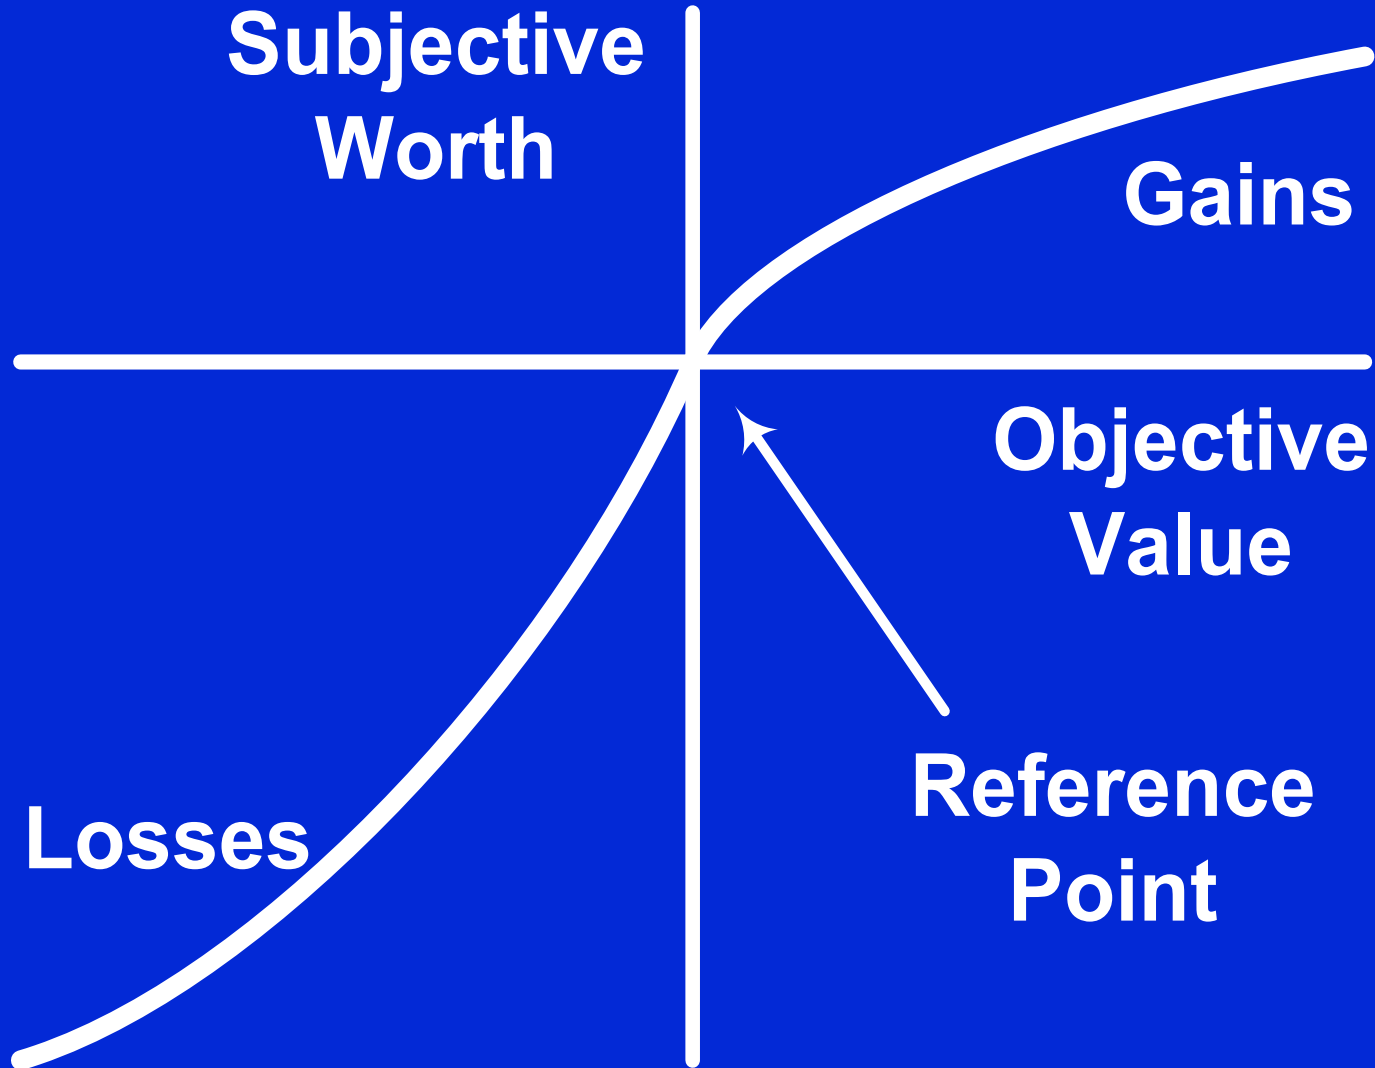 Subjective
Worth
Gains
Objective
Value
Reference
Point
Losses